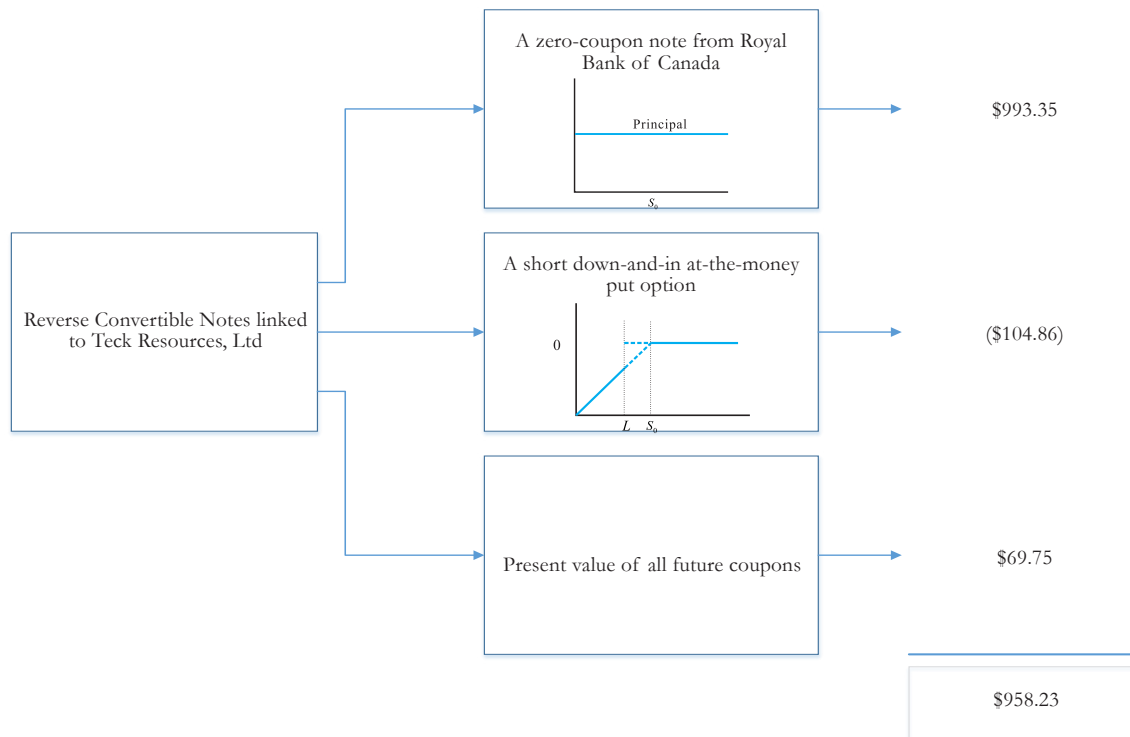 A zero-coupon note from Royal
Bank of Canada
Principal
S₀
$993.35
Reverse Convertible Notes linked
to Teck Resources, Ltd
A short down-and-in at-the-money
put option
0
L S₀
($104.86)
Present value of all future coupons
$69.75
$958.23